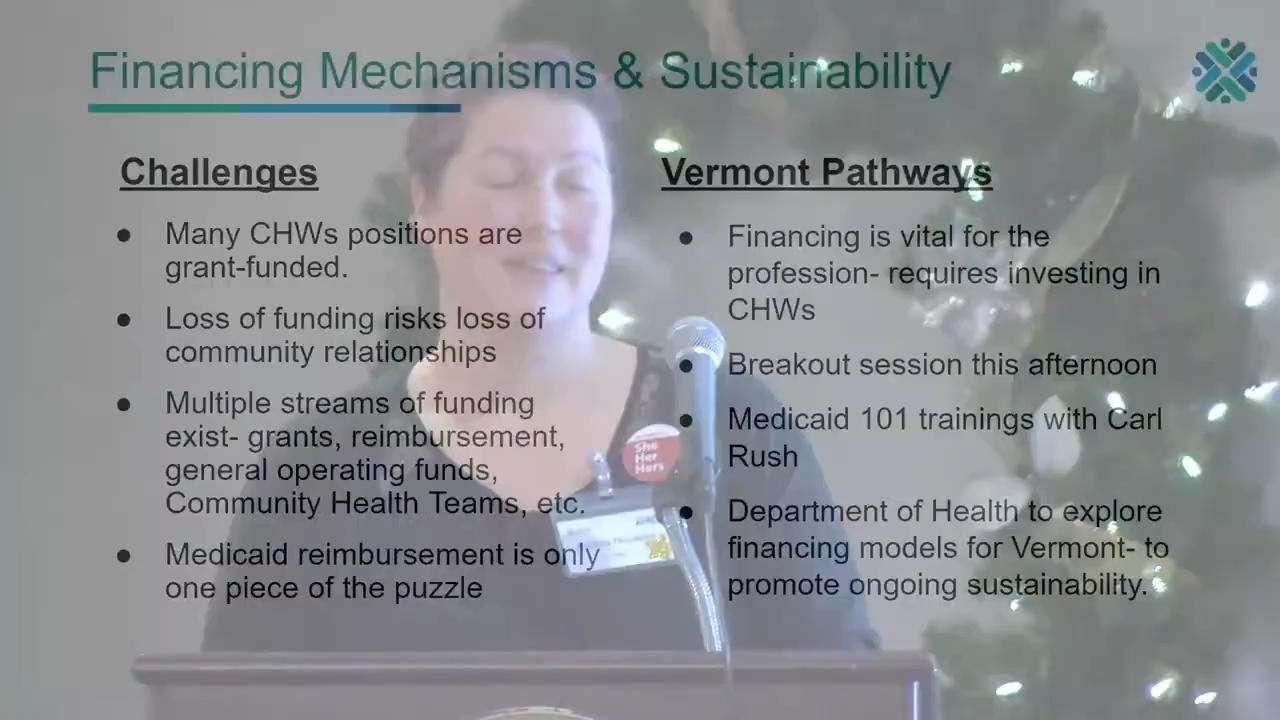 Financing Mechanisms & Sustainability
Challenges
● Many CHWs positions are
grant-funded.
● Loss of funding risks loss of
community relationships
● Multiple streams of funding
exist- grants, reimbursement,
general operating funds,
Community Health Teams, etc.
● Medicaid reimbursement is only
one piece of the puzzle
Vermont Pathways
● Financing is vital for the
profession- requires investing in
CHWs
● Breakout session this afternoon
● Medicaid 101 trainings with Carl
Rush
● Department of Health to explore
financing models for Vermont- to
promote ongoing sustainability.
She
Her
Hers